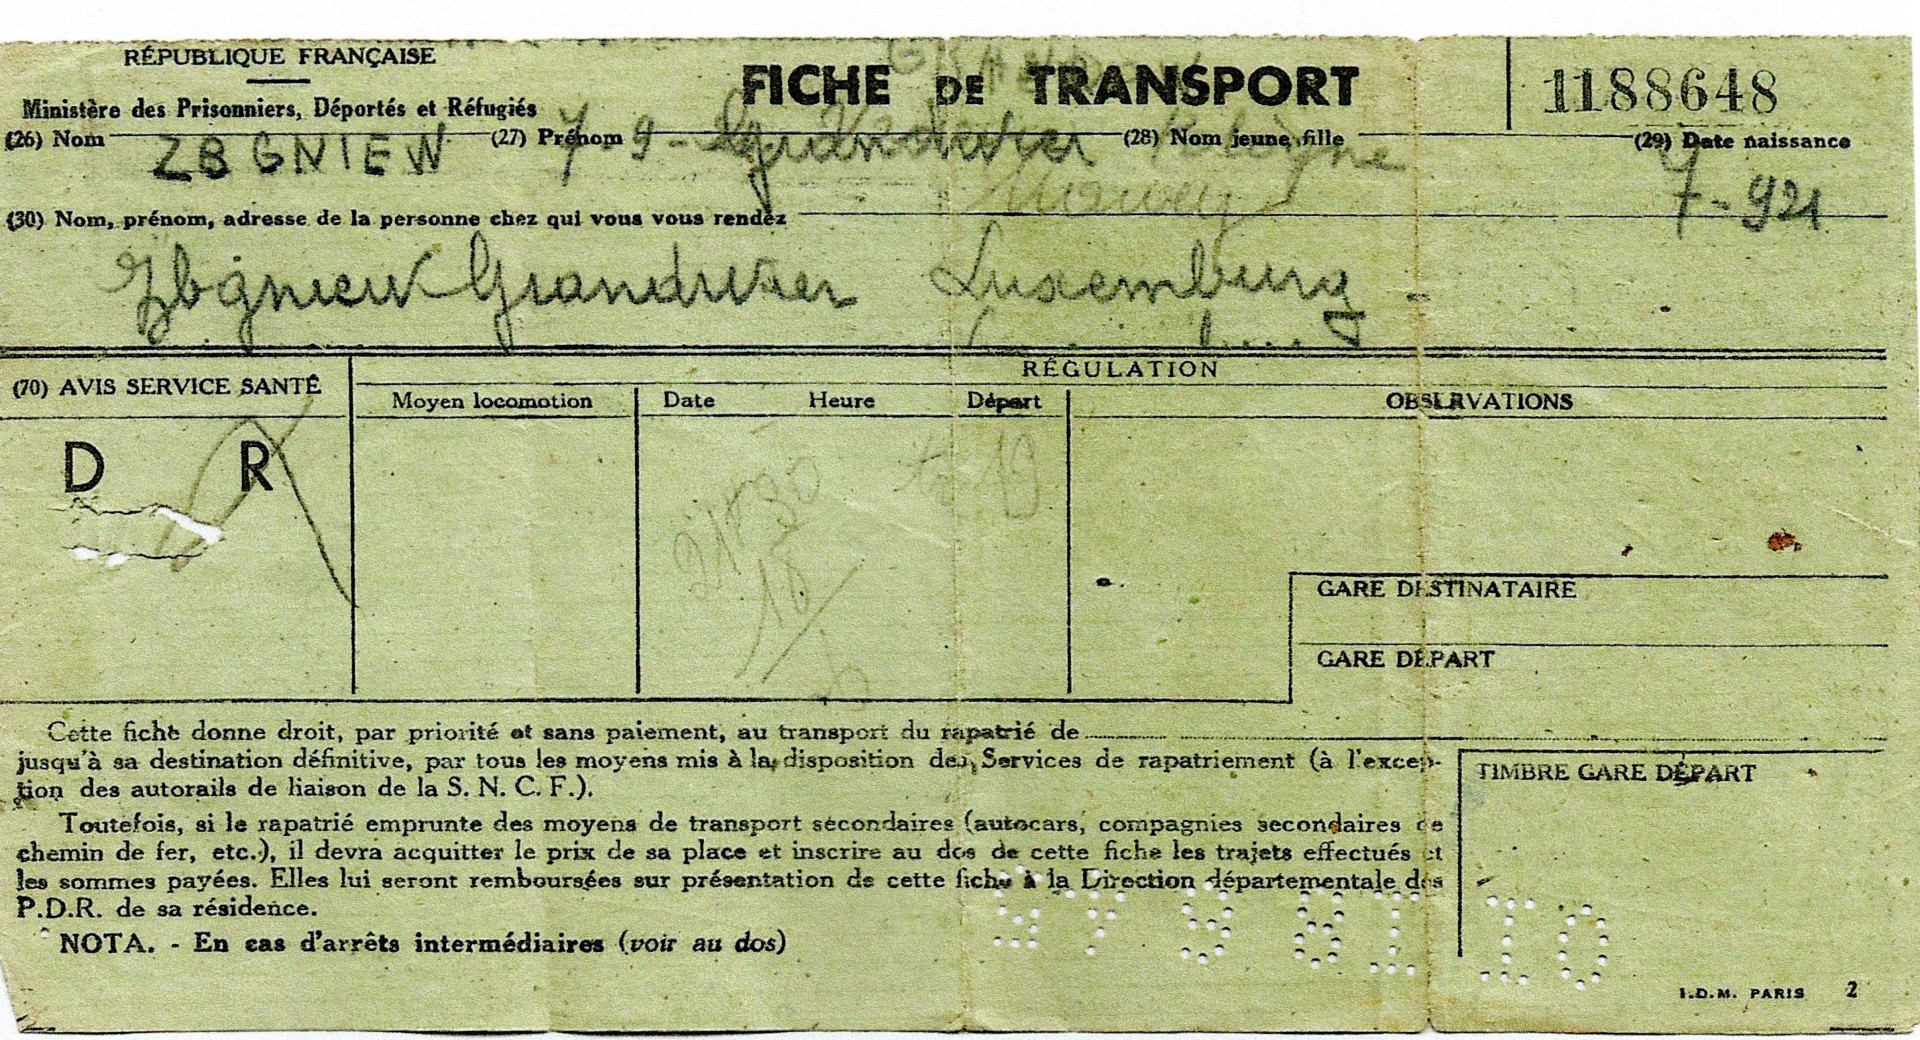 RÉPUBLIQUE FRANÇAISE
Ministère des Prisonniers, Déportés et Réfugiés
FICHE DE TRANSPORT
1188648
(26) Nom (27) Prénom (28) Nom jeune fille (29) Date naissance
ZBGNIEW 7-9- 7-921
(30) Nom, prénom, adresse de la personne chez qui vous vous rendez
Zbgniew Luxemburg -
(70) AVIS SERVICE SANTÉ
D R
RÉGULATION
Moyen locomotion Date Heure Départ OBSERVATIONS
19
GARE DESTINATAIRE
GARE DÉPART
Cette fiche donne droit, par priorité et sans paiement, au transport du rapatrié de
jusqu'à sa destination définitive, par tous les moyens mis à la disposition des Services de rapatriement (à l'excep-
tion des autorails de liaison de la S. N. C. F.).
Toutefois, si le rapatrié emprunte des moyens de transport secondaires (autocars, compagnies secondaires de
chemin de fer, etc.), il devra acquitter le prix de sa place et inscrire au dos de cette fiche les trajets effectués et
les sommes payées. Elles lui seront remboursées sur présentation de cette fiche à la Direction départementale des
P.D.R. de sa résidence.
NOTA. - En cas d'arrêts intermédiaires (voir au dos)
TIMBRE GARE DÉPART
I.D.M. PARIS 2